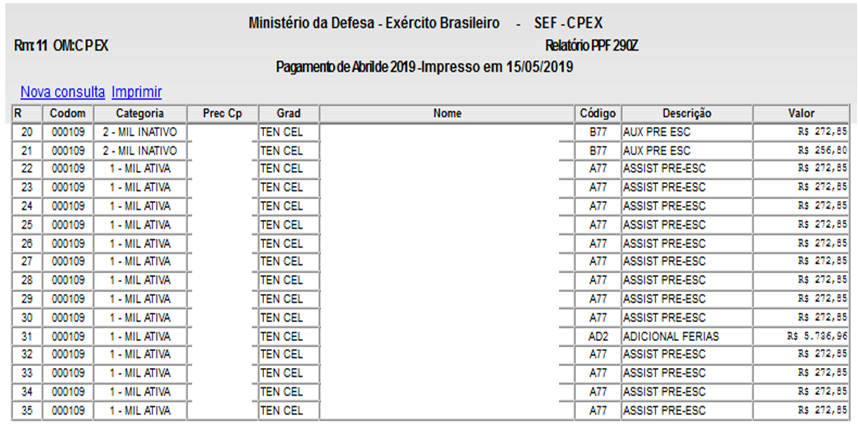 Ministério da Defesa - Exército Brasileiro - SEF - CPEX
Rm: 11 OM:CPEX Relatório PPF 290Z
Pagamento de Abril de 2019 - Impresso em 15/05/2019
Nova consulta Imprimir
R Codom Categoria Prec Cp Grad Nome Código Descrição Valor
20 000109 2 - MIL INATIVO TEN CEL B77 AUX PRE ESC R$ 272,85
21 000109 2 - MIL INATIVO TEN CEL B77 AUX PRE ESC R$ 256,80
22 000109 1 - MIL ATIVA TEN CEL A77 ASSIST PRE-ESC R$ 272,85
23 000109 1 - MIL ATIVA TEN CEL A77 ASSIST PRE-ESC R$ 272,85
24 000109 1 - MIL ATIVA TEN CEL A77 ASSIST PRE-ESC R$ 272,85
25 000109 1 - MIL ATIVA TEN CEL A77 ASSIST PRE-ESC R$ 272,85
26 000109 1 - MIL ATIVA TEN CEL A77 ASSIST PRE-ESC R$ 272,85
27 000109 1 - MIL ATIVA TEN CEL A77 ASSIST PRE-ESC R$ 272,85
28 000109 1 - MIL ATIVA TEN CEL A77 ASSIST PRE-ESC R$ 272,85
29 000109 1 - MIL ATIVA TEN CEL A77 ASSIST PRE-ESC R$ 272,85
30 000109 1 - MIL ATIVA TEN CEL A77 ASSIST PRE-ESC R$ 272,85
31 000109 1 - MIL ATIVA TEN CEL AD2 ADICIONAL FERIAS R$ 5.736,96
32 000109 1 - MIL ATIVA TEN CEL A77 ASSIST PRE-ESC R$ 272,85
33 000109 1 - MIL ATIVA TEN CEL A77 ASSIST PRE-ESC R$ 272,85
34 000109 1 - MIL ATIVA TEN CEL A77 ASSIST PRE-ESC R$ 272,85
35 000109 1 - MIL ATIVA TEN CEL A77 ASSIST PRE-ESC R$ 272,85